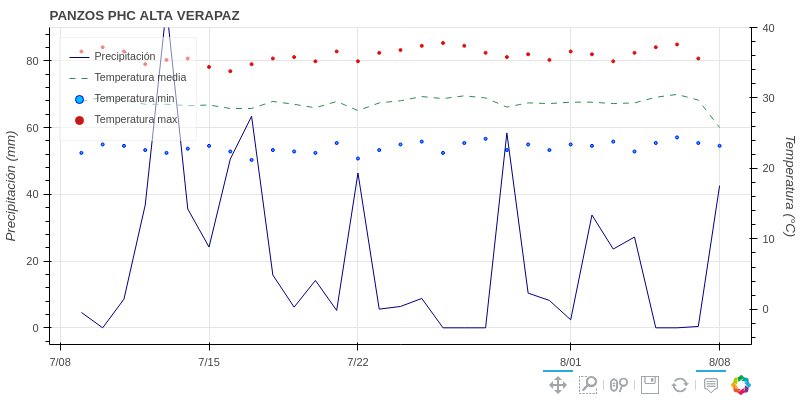 PANZOS PHC ALTA VERAPAZ
Precipitación
Temperatura media
Temperatura min
Temperatura max
Precipitación (mm)
80
60
40
20
0
Temperatura (°C)
40
30
20
10
0
7/08
7/15
7/22
8/01
8/08